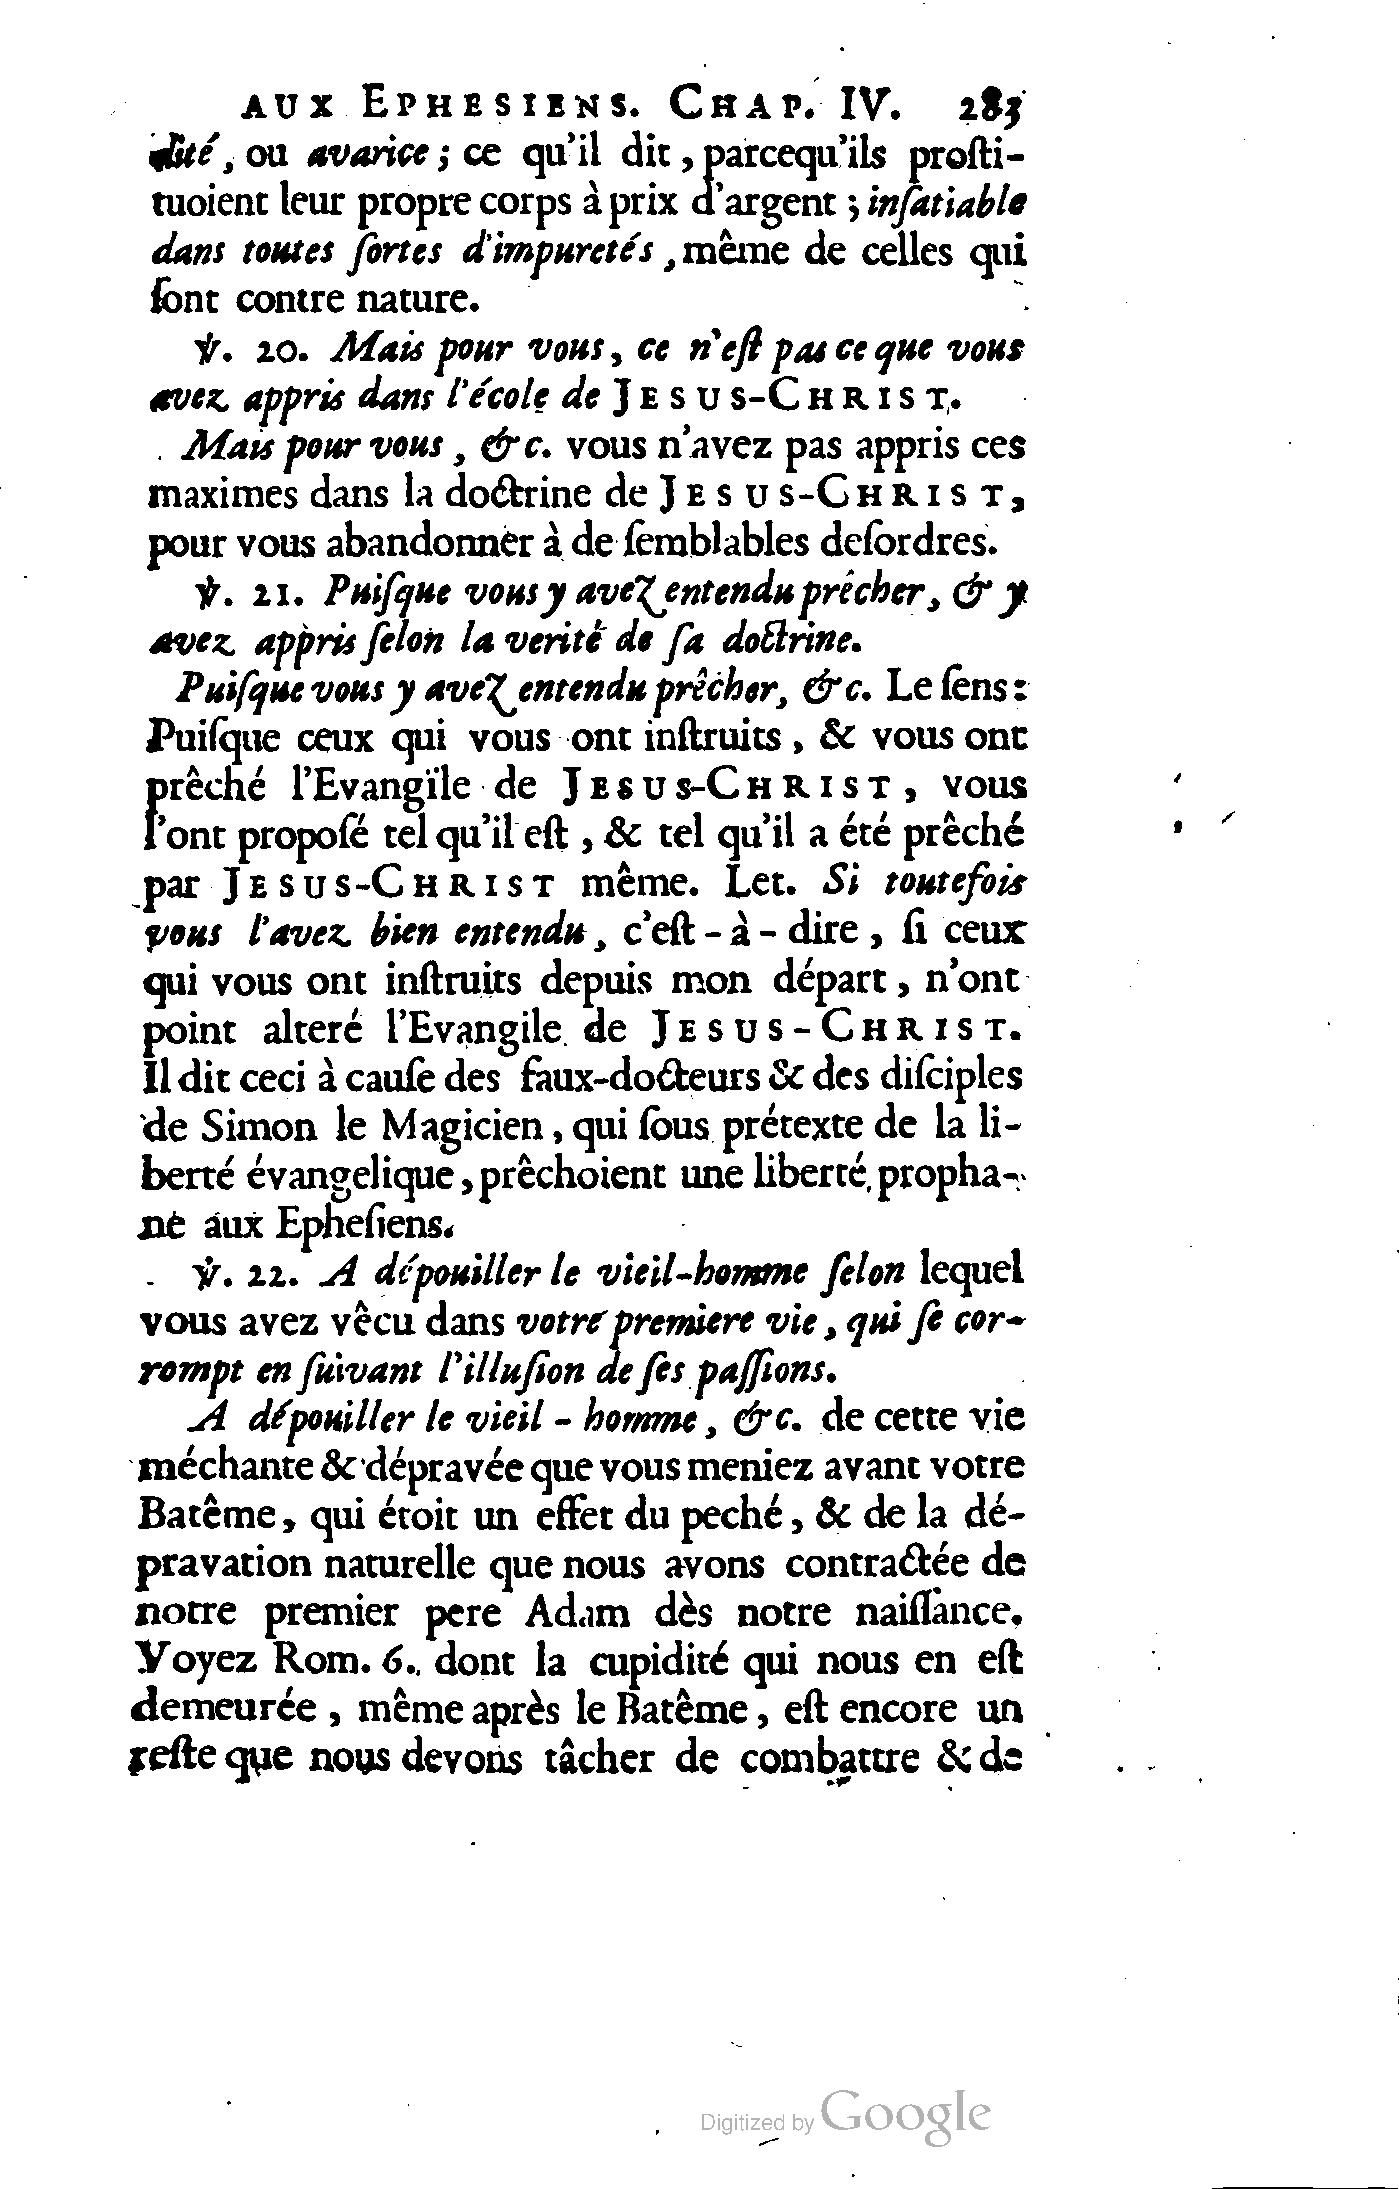 AUX EPHESIENS. CHAP. IV. 283
dité, ou avarice; ce qu'il dit, parcequ'ils prosti-
tuoient leur propre corps à prix d'argent; insatiable
dans toutes sortes d'impuretés, même de celles qui
sont contre nature.
℣. 20. Mais pour vous, ce n'est pas ce que vous
avez appris dans l'école de JESUS-CHRIST.
Mais pour vous, &c. vous n'avez pas appris ces
maximes dans la doctrine de JESUS-CHRIST,
pour vous abandonner à de semblables desordres.
℣. 21. Puisque vous y avez entendu prêcher, & y
avez appris selon la verité de sa doctrine.
Puisque vous y avez entendu prêcher, &c. Le sens:
Puisque ceux qui vous ont instruits, & vous ont
prêché l'Evangile de JESUS-CHRIST, vous
l'ont proposé tel qu'il est, & tel qu'il a été prêché
par JESUS-CHRIST même. Let. Si toutefois
vous l'avez bien entendu, c'est-à-dire, si ceux
qui vous ont instruits depuis mon départ, n'ont
point alteré l'Evangile de JESUS-CHRIST.
Il dit ceci à cause des faux-docteurs & des disciples
de Simon le Magicien, qui sous prétexte de la li-
berté évangelique, prêchoient une liberté propha-
ne aux Ephesiens.
℣. 22. A dépouiller le vieil-homme selon lequel
vous avez vêcu dans votre premiere vie, qui se cor-
rompt en suivant l'illusion de ses passions.
A dépouiller le vieil-homme, &c. de cette vie
méchante & dépravée que vous meniez avant votre
Batême, qui étoit un effet du peché, & de la dé-
pravation naturelle que nous avons contractée de
notre premier pere Adam dès notre naissance.
Voyez Rom. 6. dont la cupidité qui nous en est
demeurée, même après le Batême, est encore un
reste que nous devons tâcher de combattre & de
Digitized by Google